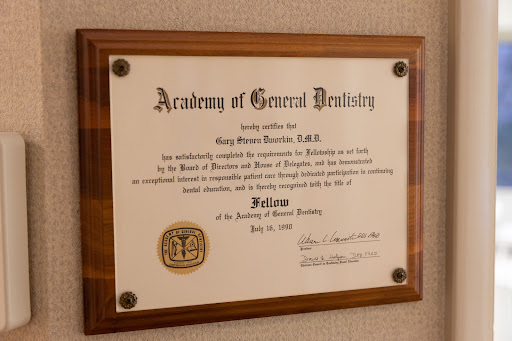 Academy of General Dentistry
hereby certifies that
Gary Steven Dworkin, D.M.D.
has satisfactorily completed the requirements for Fellowship as set forth
by the Board of Directors and House of Delegates, and has demonstrated
an exceptional interest in responsible patient care through dedicated participation in continuing
dental education, and is hereby recognized with the title of
Fellow
of the Academy of General Dentistry
July 18, 1990
President